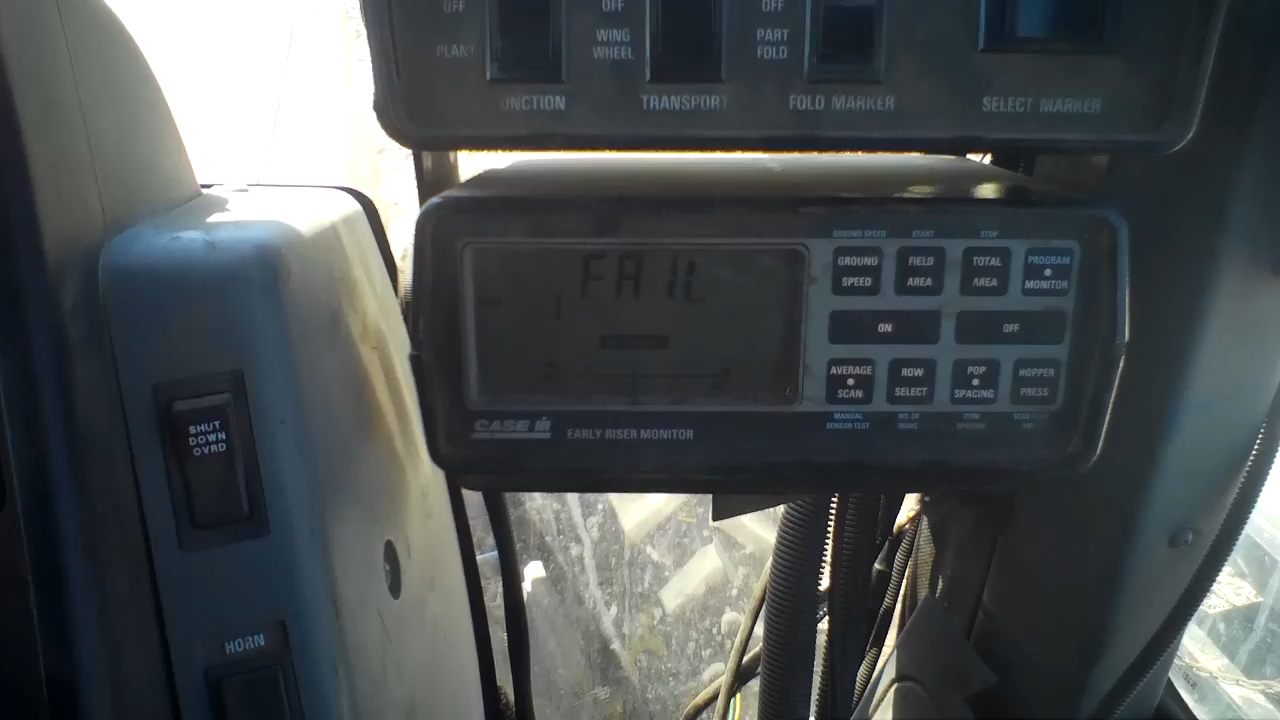 OFF
OFF
OFF
PLANT
WING
WHEEL
PART
FOLD
TRANSPORT
FOLD MARKER
SELECT MARKER
GROUND SPEED
START
STOP
GROUND
SPEED
FIELD
AREA
TOTAL
AREA
PROGRAM
MONITOR
FAIL
ON
OFF
AVERAGE
SCAN
ROW
SELECT
POP
SPACING
HOPPER
PRESS
MANUAL
SENSOR TEST
NO. OF
ROWS
ROW
SPACING
CASE IH
EARLY RISER MONITOR
SHUT
DOWN
OVRD
HORN